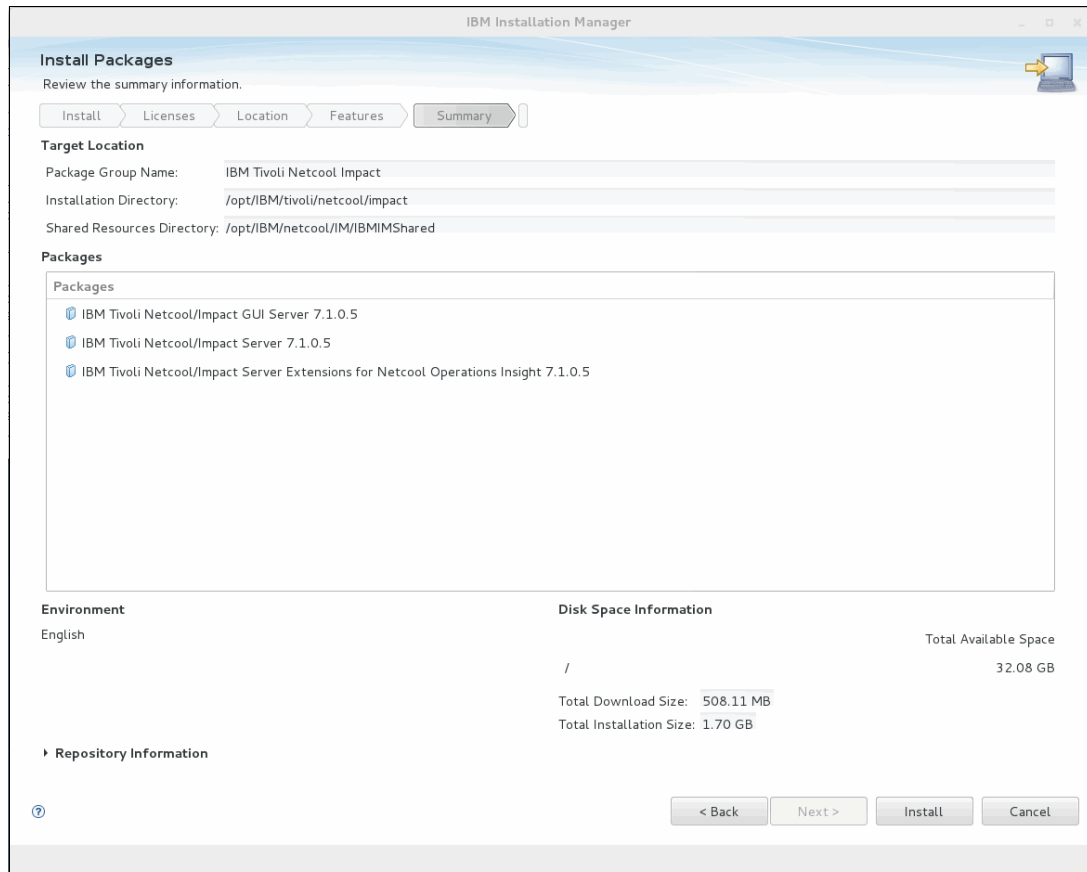 IBM Installation Manager
Install Packages
Review the summary information.
Install Licenses Location Features Summary
Target Location
Package Group Name: IBM Tivoli Netcool Impact
Installation Directory: /opt/IBM/tivoli/netcool/impact
Shared Resources Directory: /opt/IBM/netcool/IM/IBMIMShared
Packages
Packages
IBM Tivoli Netcool/Impact GUI Server 7.1.0.5
IBM Tivoli Netcool/Impact Server 7.1.0.5
IBM Tivoli Netcool/Impact Server Extensions for Netcool Operations Insight 7.1.0.5
Environment Disk Space Information
English
Total Available Space
/ 32.08 GB
Total Download Size: 508.11 MB
Total Installation Size: 1.70 GB
Repository Information
? < Back Next > Install Cancel